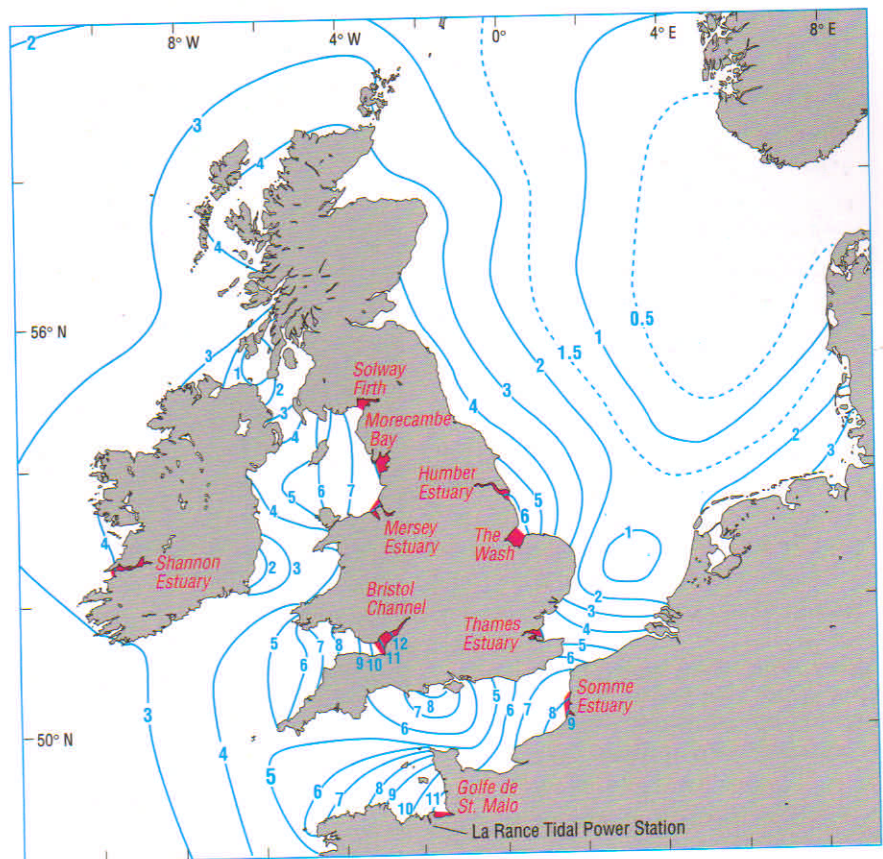 8° W
4° W
0°
4° E
8° E
2
3
4
4
0.5
56° N
1
1.5
2
3
3
1
2
3
4
Solway
Firth
4
2
3
Morecambe
Bay
Humber
Estuary
5
6
7
5
6
4
4
Mersey
Estuary
The
Wash
1
Shannon
Estuary
2
3
Bristol
Channel
2
3
4
Thames
Estuary
5
6
5
6
7
8
9
10
11
12
7
8
6
5
6
7
8
9
Somme
Estuary
3
4
50° N
5
6
7
8
9
10
11
Golfe de
St. Malo
La Rance Tidal Power Station